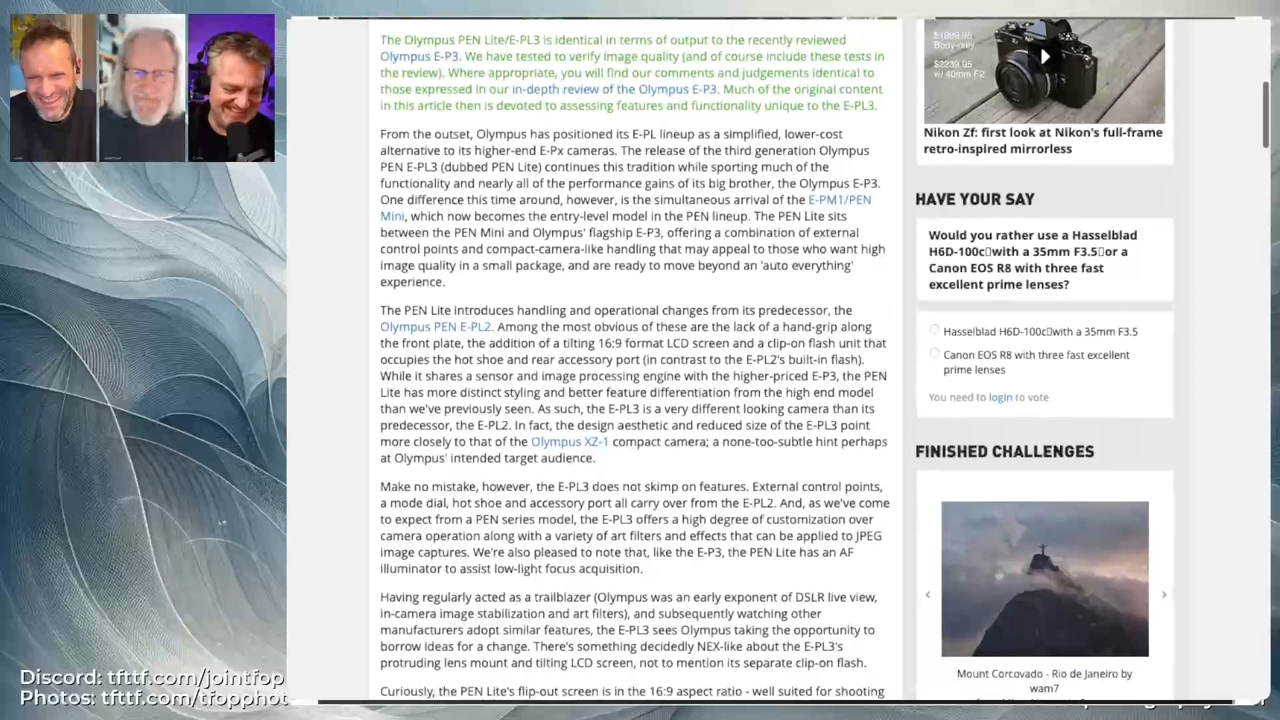 The Olympus PEN Lite/E-PL3 is identical in terms of output to the recently reviewed
Olympus E-P3. We have tested to verify image quality (and of course include these tests in
the review). Where appropriate, you will find our comments and judgements identical to
those expressed in our in-depth review of the Olympus E-P3. Much of the original content
in this article then is devoted to assessing features and functionality unique to the E-PL3.
From the outset, Olympus has positioned its E-PL lineup as a simplified, lower-cost
alternative to its higher-end E-Px cameras. The release of the third generation Olympus
PEN E-PL3 (dubbed PEN Lite) continues this tradition while sporting much of the
functionality and nearly all of the performance gains of its big brother, the Olympus E-P3.
One difference this time around, however, is the simultaneous arrival of the E-PM1/PEN
Mini, which now becomes the entry-level model in the PEN lineup. The PEN Lite sits
between the PEN Mini and Olympus' flagship E-P3, offering a combination of external
control points and compact-camera-like handling that may appeal to those who want high
image quality in a small package, and are ready to move beyond an 'auto everything'
experience.
The PEN Lite introduces handling and operational changes from its predecessor, the
Olympus PEN E-PL2. Among the most obvious of these are the lack of a hand-grip along
the front plate, the addition of a tilting 16:9 format LCD screen and a clip-on flash unit that
occupies the hot shoe and rear accessory port (in contrast to the E-PL2's built-in flash).
While it shares a sensor and image processing engine with the higher-priced E-P3, the PEN
Lite has more distinct styling and better feature differentiation from the high end model
than we've previously seen. As such, the E-PL3 is a very different looking camera than its
predecessor, the E-PL2. In fact, the design aesthetic and reduced size of the E-PL3 point
more closely to that of the Olympus XZ-1 compact camera; a none-too-subtle hint perhaps
at Olympus' intended target audience.
Make no mistake, however, the E-PL3 does not skimp on features. External control points,
a mode dial, hot shoe and accessory port all carry over from the E-PL2. And, as we've come
to expect from a PEN series model, the E-PL3 offers a high degree of customization over
camera operation along with a variety of art filters and effects that can be applied to JPEG
image captures. We're also pleased to note that, like the E-P3, the PEN Lite has an AF
illuminator to assist low-light focus acquisition.
Having regularly acted as a trailblazer (Olympus was an early exponent of DSLR live view,
in-camera image stabilization and art filters), and subsequently watching other
manufacturers adopt similar features, the E-PL3 sees Olympus taking the opportunity to
borrow ideas for a change. There's something decidedly NEX-like about the E-PL3's
protruding lens mount and tilting LCD screen, not to mention its separate clip-on flash.
Curiously, the PEN Lite's flip-out screen is in the 16:9 aspect ratio - well suited for shooting
Body-only
$2239.95
w/ 40mm F2
Nikon Zf: first look at Nikon's full-frame
retro-inspired mirrorless
HAVE YOUR SAY
Would you rather use a Hasselblad
H6D-100c▯with a 35mm F3.5▯or a
Canon EOS R8 with three fast
excellent prime lenses?
Hasselblad H6D-100c▯with a 35mm F3.5
Canon EOS R8 with three fast excellent
prime lenses
You need to login to vote
FINISHED CHALLENGES
Mount Corcovado - Rio de Janeiro by
wam7
Discord: tfttf.com/jointfop
Photos: tfttf.com/tfopphot